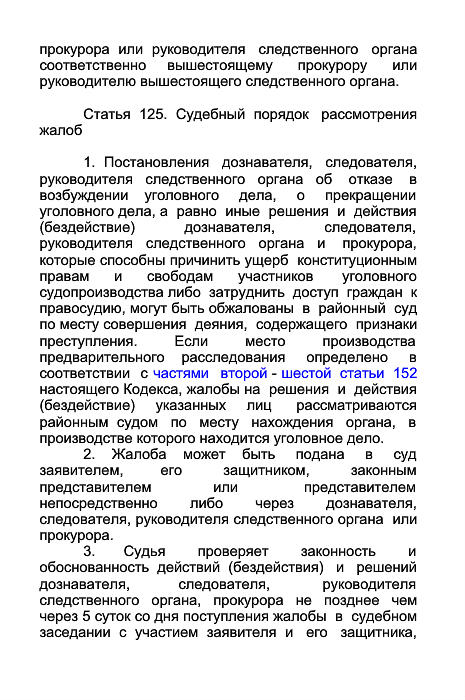 прокурора или руководителя следственного органа
соответственно вышестоящему прокурору или
руководителю вышестоящего следственного органа.
Статья 125. Судебный порядок рассмотрения
жалоб
1. Постановления дознавателя, следователя,
руководителя следственного органа об отказе в
возбуждении уголовного дела, о прекращении
уголовного дела, а равно иные решения и действия
(бездействие) дознавателя, следователя,
руководителя следственного органа и прокурора,
которые способны причинить ущерб конституционным
правам и свободам участников уголовного
судопроизводства либо затруднить доступ граждан к
правосудию, могут быть обжалованы в районный суд
по месту совершения деяния, содержащего признаки
преступления. Если место производства
предварительного расследования определено в
соответствии с частями второй - шестой статьи 152
настоящего Кодекса, жалобы на решения и действия
(бездействие) указанных лиц рассматриваются
районным судом по месту нахождения органа, в
производстве которого находится уголовное дело.
2. Жалоба может быть подана в суд
заявителем, его защитником, законным
представителем или представителем
непосредственно либо через дознавателя,
следователя, руководителя следственного органа или
прокурора.
3. Судья проверяет законность и
обоснованность действий (бездействия) и решений
дознавателя, следователя, руководителя
следственного органа, прокурора не позднее чем
через 5 суток со дня поступления жалобы в судебном
заседании с участием заявителя и его защитника,